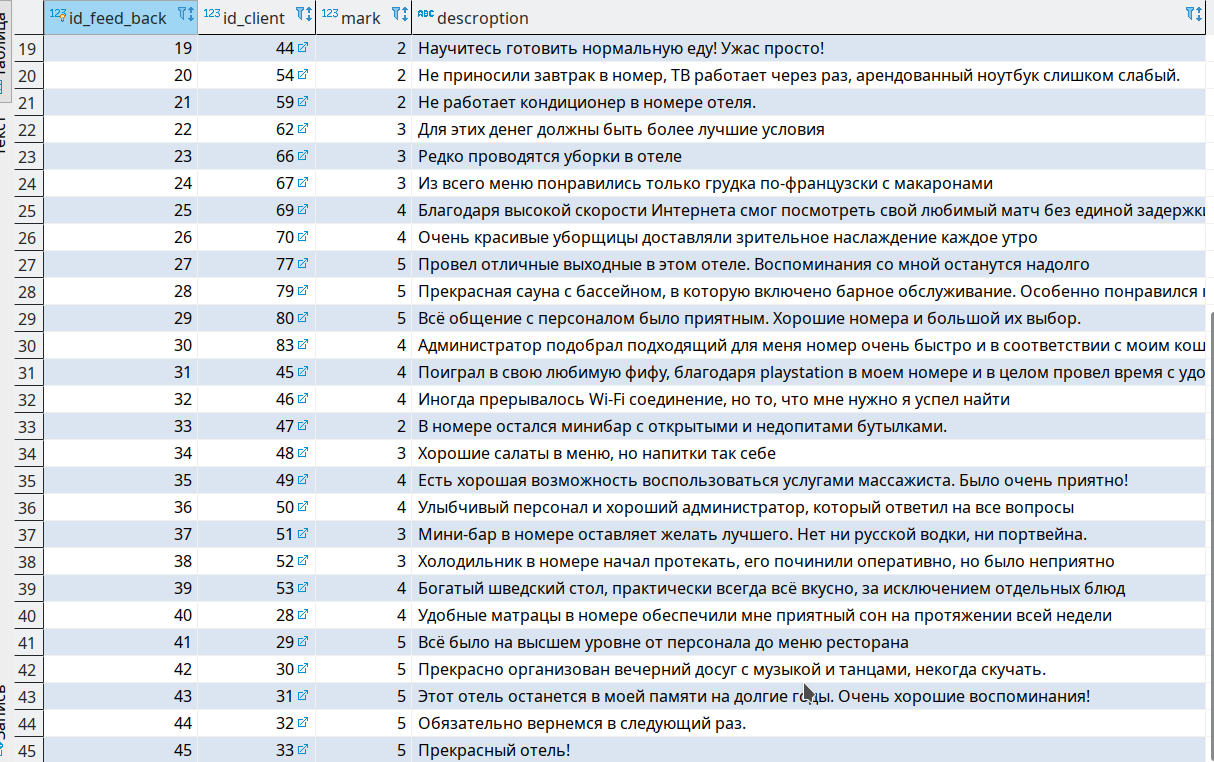 Таблица
Текст
Запись
123 id_feed_back 123 id_client 123 mark ABC descroption
19 19 44 2 Научитесь готовить нормальную еду! Ужас просто!
20 20 54 2 Не приносили завтрак в номер, ТВ работает через раз, арендованный ноутбук слишком слабый.
21 21 59 2 Не работает кондиционер в номере отеля.
22 22 62 3 Для этих денег должны быть более лучшие условия
23 23 66 3 Редко проводятся уборки в отеле
24 24 67 3 Из всего меню понравились только грудка по-французски с макаронами
25 25 69 4 Благодаря высокой скорости Интернета смог посмотреть свой любимый матч без единой задержки
26 26 70 4 Очень красивые уборщицы доставляли зрительное наслаждение каждое утро
27 27 77 5 Провел отличные выходные в этом отеле. Воспоминания со мной останутся надолго
28 28 79 5 Прекрасная сауна с бассейном, в которую включено барное обслуживание. Особенно понравился
29 29 80 5 Всё общение с персоналом было приятным. Хорошие номера и большой их выбор.
30 30 83 4 Администратор подобрал подходящий для меня номер очень быстро и в соответствии с моим кош
31 31 45 4 Поиграл в свою любимую фифу, благодаря playstation в моем номере и в целом провел время с удо
32 32 46 4 Иногда прерывалось Wi-Fi соединение, но то, что мне нужно я успел найти
33 33 47 2 В номере остался минибар с открытыми и недопитами бутылками.
34 34 48 3 Хорошие салаты в меню, но напитки так себе
35 35 49 4 Есть хорошая возможность воспользоваться услугами массажиста. Было очень приятно!
36 36 50 4 Улыбчивый персонал и хороший администратор, который ответил на все вопросы
37 37 51 3 Мини-бар в номере оставляет желать лучшего. Нет ни русской водки, ни портвейна.
38 38 52 3 Холодильник в номере начал протекать, его починили оперативно, но было неприятно
39 39 53 4 Богатый шведский стол, практически всегда всё вкусно, за исключением отдельных блюд
40 40 28 4 Удобные матрацы в номере обеспечили мне приятный сон на протяжении всей недели
41 41 29 5 Всё было на высшем уровне от персонала до меню ресторана
42 42 30 5 Прекрасно организован вечерний досуг с музыкой и танцами, некогда скучать.
43 43 31 5 Этот отель останется в моей памяти на долгие годы. Очень хорошие воспоминания!
44 44 32 5 Обязательно вернемся в следующий раз.
45 45 33 5 Прекрасный отель!